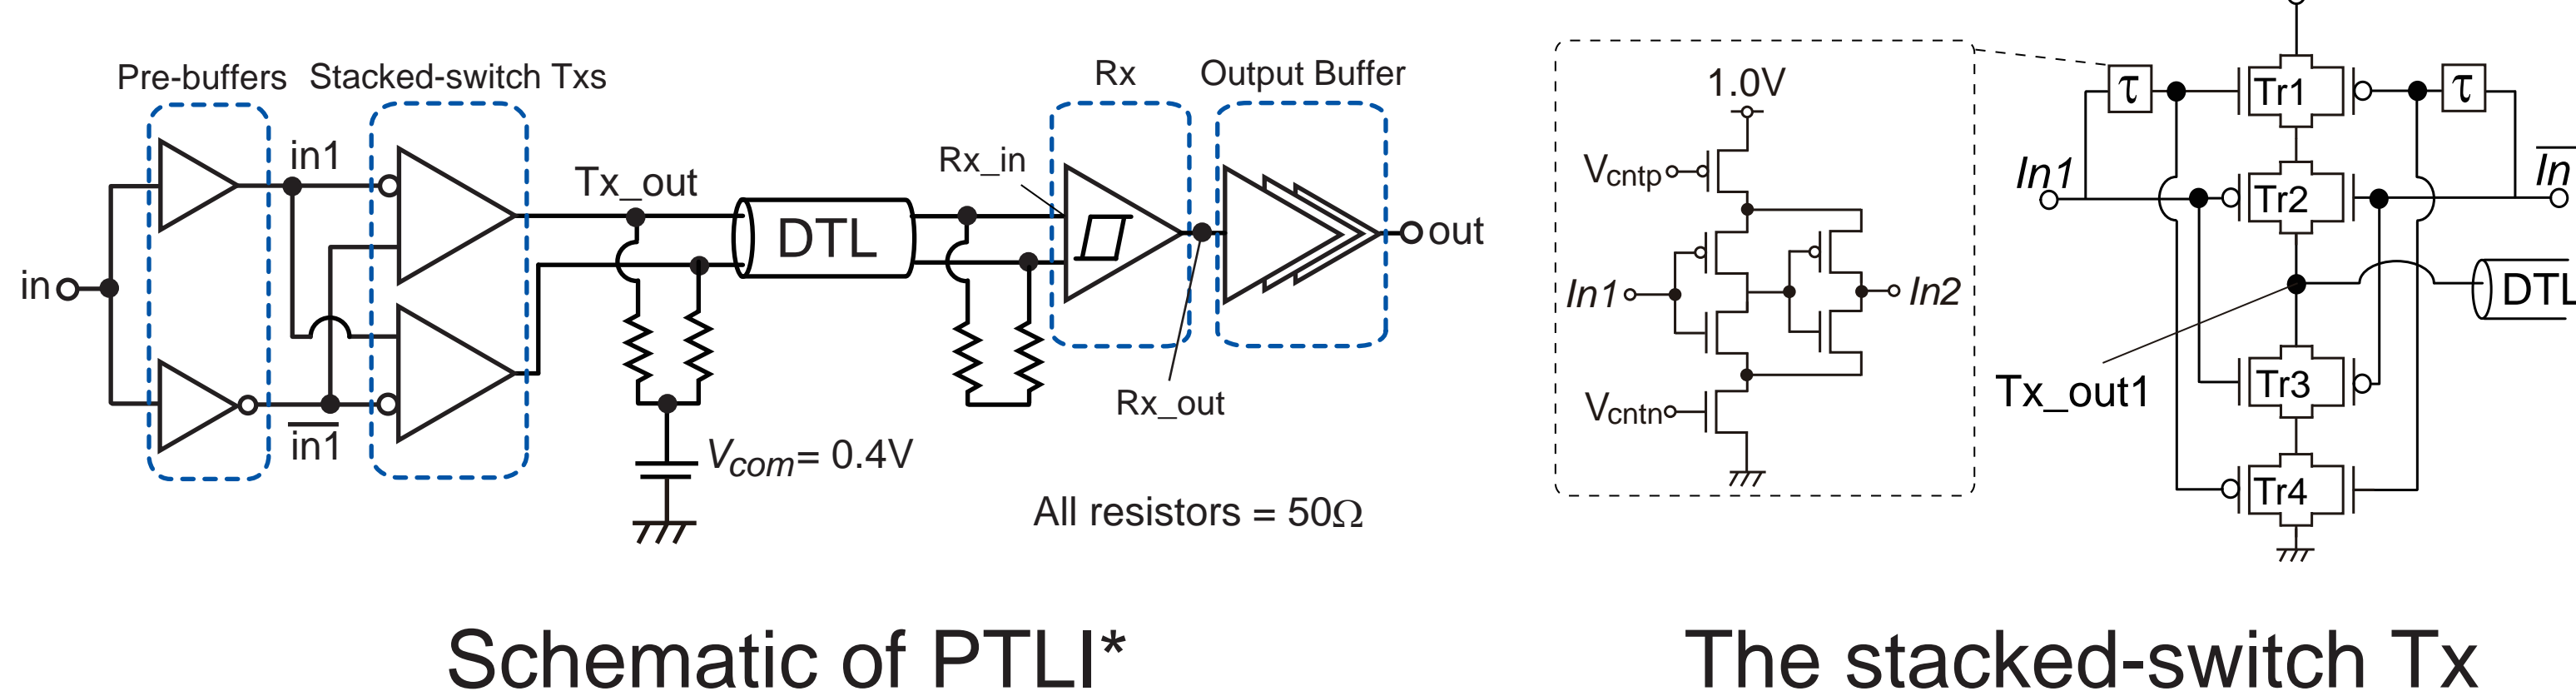 Pre-buffers
Stacked-switch Txs
Rx
Output Buffer
in1
Tx_out
Rx_in
DTL
in
out
Rx_out
in1
Vcom= 0.4V
All resistors = 50Ω
Schematic of PTLI*
1.0V
Vcntp
In1
In2
Vcntn
τ
Tr1
τ
In1
Tr2
In
DTL
Tx_out1
Tr3
Tr4
The stacked-switch Tx